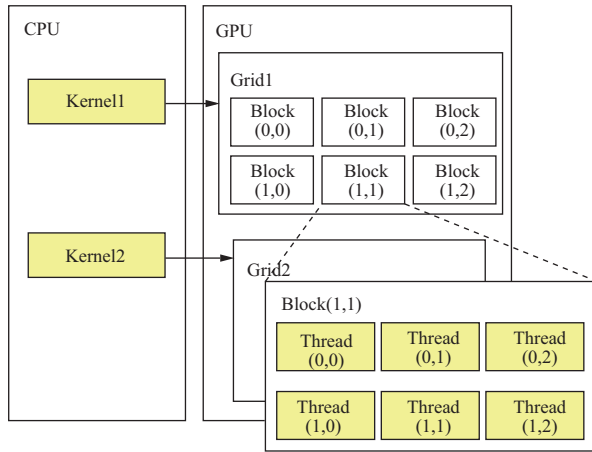 CPU
GPU
Kernel1
Grid1
Block
(0,0)
Block
(0,1)
Block
(0,2)
Block
(1,0)
Block
(1,1)
Block
(1,2)
Kernel2
Grid2
Block(1,1)
Thread
(0,0)
Thread
(0,1)
Thread
(0,2)
Thread
(1,0)
Thread
(1,1)
Thread
(1,2)